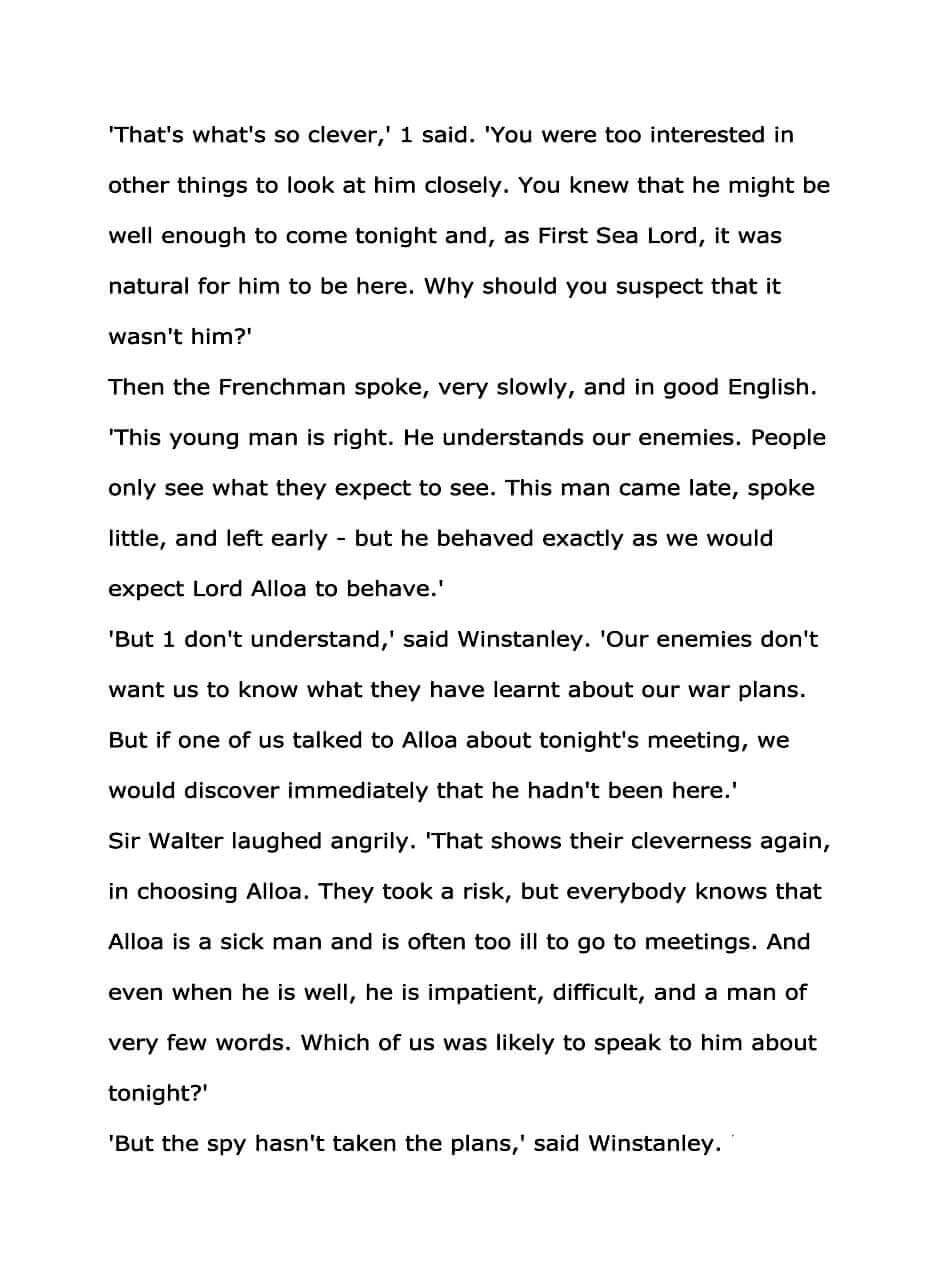 'That's what's so clever,' 1 said. 'You were too interested in
other things to look at him closely. You knew that he might be
well enough to come tonight and, as First Sea Lord, it was
natural for him to be here. Why should you suspect that it
wasn't him?'
Then the Frenchman spoke, very slowly, and in good English.
'This young man is right. He understands our enemies. People
only see what they expect to see. This man came late, spoke
little, and left early - but he behaved exactly as we would
expect Lord Alloa to behave.'
'But 1 don't understand,' said Winstanley. 'Our enemies don't
want us to know what they have learnt about our war plans.
But if one of us talked to Alloa about tonight's meeting, we
would discover immediately that he hadn't been here.'
Sir Walter laughed angrily. 'That shows their cleverness again,
in choosing Alloa. They took a risk, but everybody knows that
Alloa is a sick man and is often too ill to go to meetings. And
even when he is well, he is impatient, difficult, and a man of
very few words. Which of us was likely to speak to him about
tonight?'
'But the spy hasn't taken the plans,' said Winstanley.